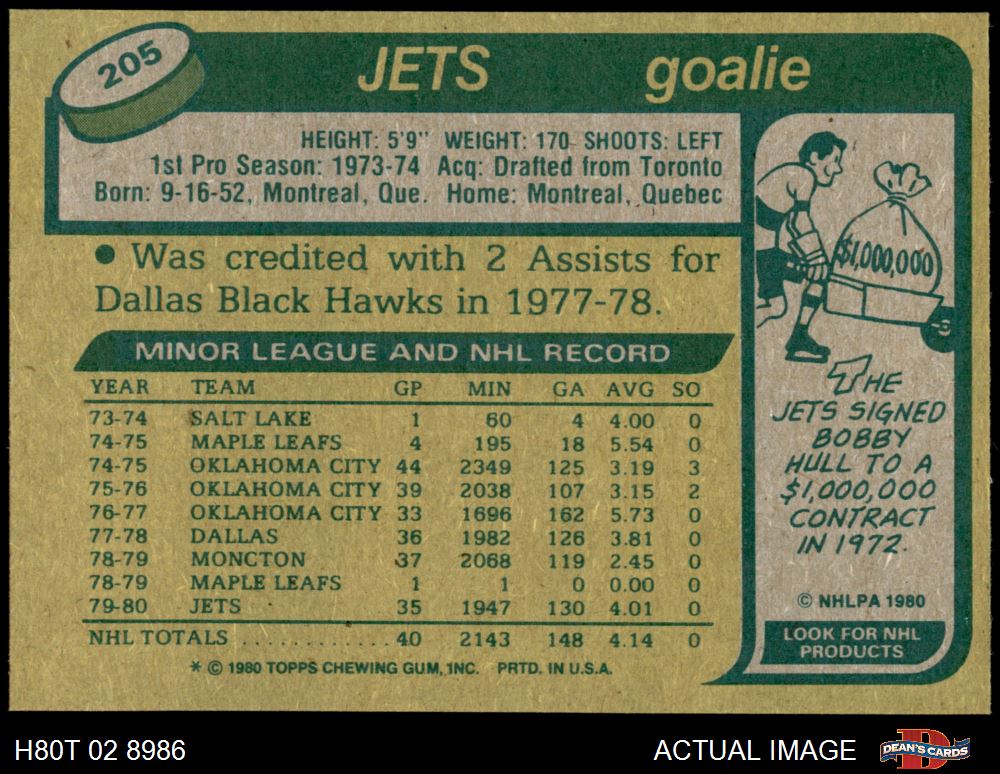 205
JETS goalie
HEIGHT: 5'9" WEIGHT: 170 SHOOTS: LEFT
1st Pro Season: 1973-74 Acq: Drafted from Toronto
Born: 9-16-52, Montreal, Que. Home: Montreal, Quebec
• Was credited with 2 Assists for
Dallas Black Hawks in 1977-78.
MINOR LEAGUE AND NHL RECORD
YEAR TEAM GP MIN GA AVG SO
73-74 SALT LAKE 1 60 4 4.00 0
74-75 MAPLE LEAFS 4 195 18 5.54 0
74-75 OKLAHOMA CITY 44 2349 125 3.19 3
75-76 OKLAHOMA CITY 39 2038 107 3.15 2
76-77 OKLAHOMA CITY 33 1696 162 5.73 0
77-78 DALLAS 36 1982 126 3.81 0
78-79 MONCTON 37 2068 119 2.45 0
78-79 MAPLE LEAFS 1 1 0 0.00 0
79-80 JETS 35 1947 130 4.01 0
NHL TOTALS ............ 40 2143 148 4.14 0
* © 1980 TOPPS CHEWING GUM, INC. PRTD. IN U.S.A.
$1,000,000
THE
JETS SIGNED
BOBBY
HULL TO A
$1,000,000
CONTRACT
IN 1972.
© NHLPA 1980
LOOK FOR NHL
PRODUCTS
H80T 02 8986
ACTUAL IMAGE
DEAN'S CARDS